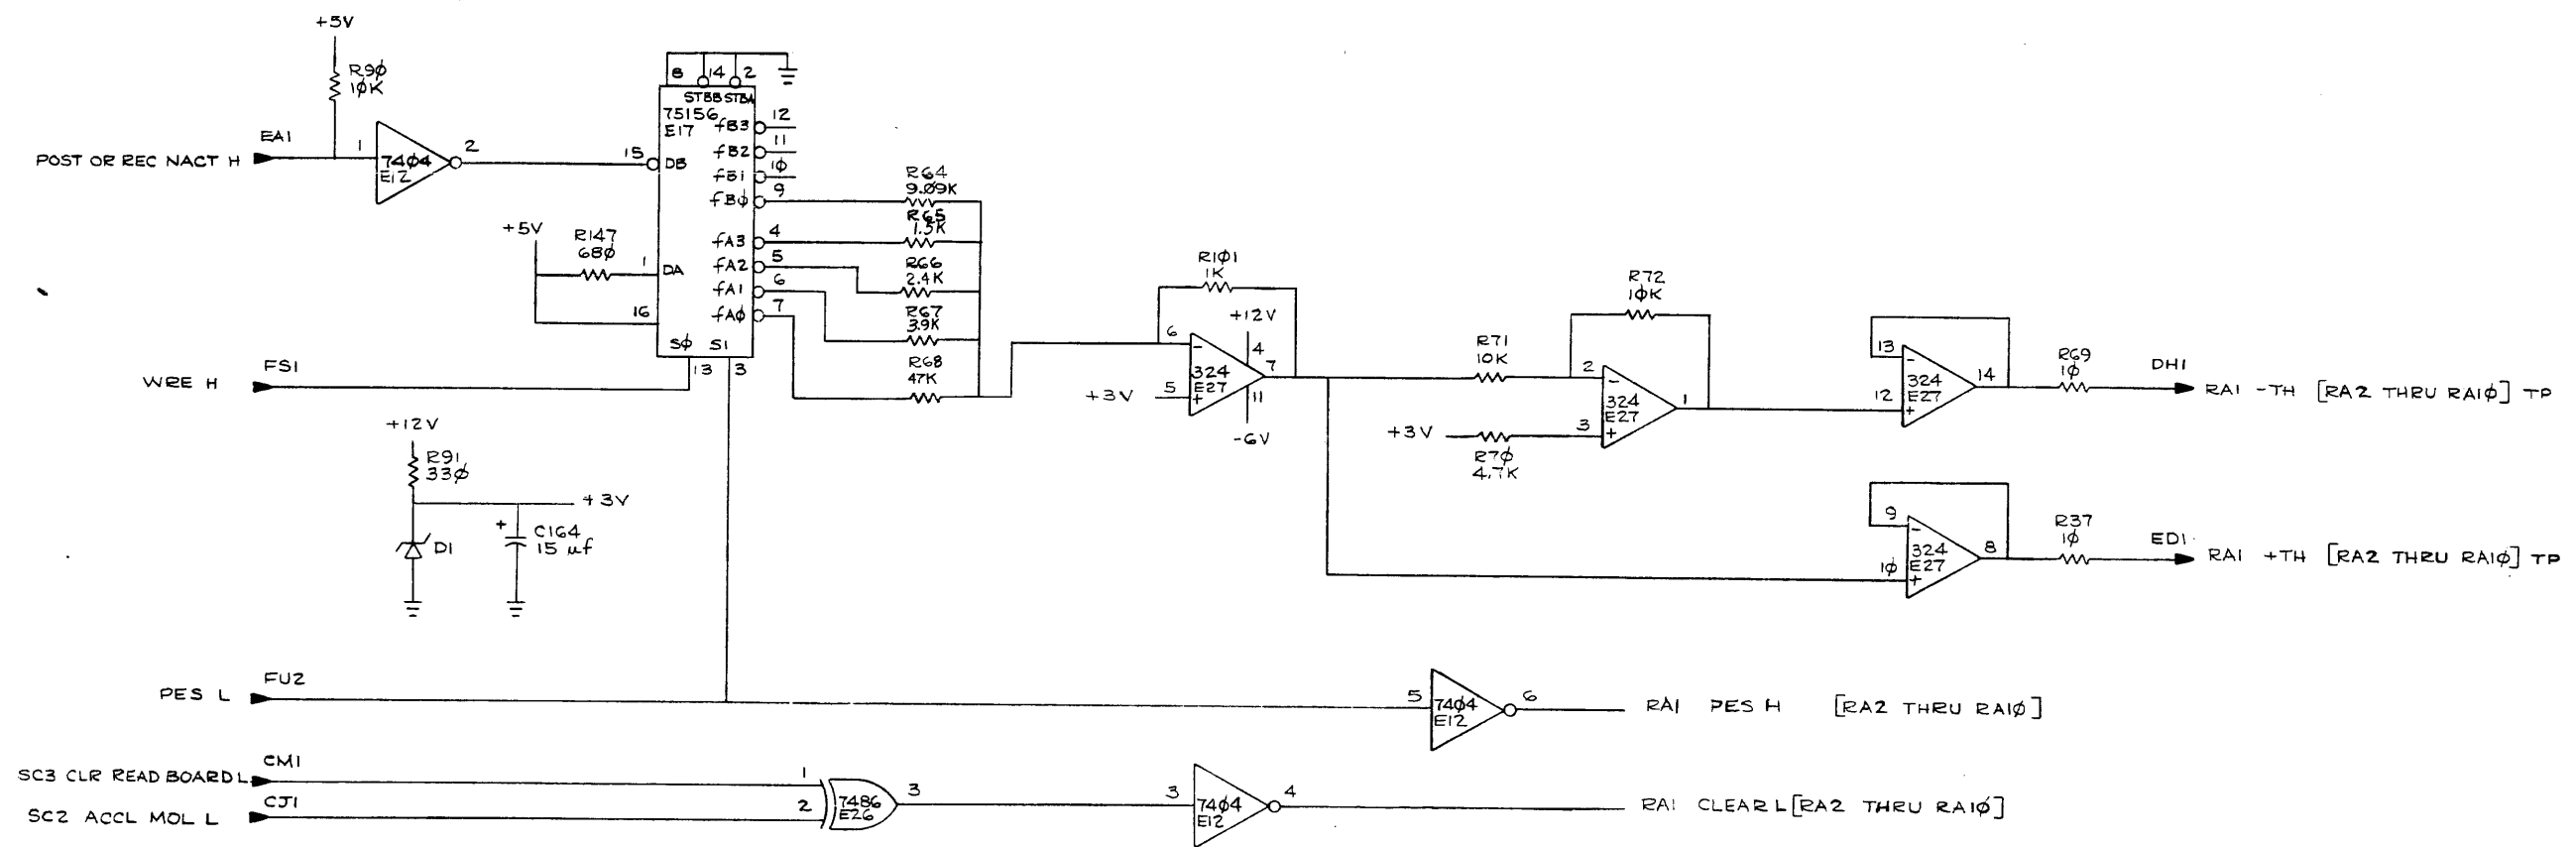 +5V
R9Ø
1ØK
EA1
POST OR REC NACT H
1
74Ø4
E12
2
8
14
2
STBB STBA
75156
E17
15
DB
fB3
12
fB2
11
fB1
1Ø
fBØ
9
fA3
4
fA2
5
fA1
6
fAØ
7
+5V
R147
68Ø
1
DA
16
SØ
S1
13
3
R64
9.Ø9K
R65
1.5K
R66
2.4K
R67
3.9K
R68
47K
WRE H
FS1
+12V
R91
33Ø
+3V
+
C164
15 µf
D1
R1Ø1
1K
+12V
6
-
4
7
324
E27
+3V
5
+
11
-6V
R71
10K
R72
1ØK
2
-
324
E27
1
+3V
R7Ø
4.7K
3
+
13
-
324
E27
14
12
+
R69
1Ø
DH1
RA1 -TH [RA2 THRU RA1Ø] TP
9
-
324
E27
8
1Ø
+
R37
1Ø
ED1
RA1 +TH [RA2 THRU RA1Ø] TP
PES L
FU2
5
74Ø4
E12
6
RA1 PES H [RA2 THRU RA1Ø]
SC3 CLR READ BOARD L
CM1
1
SC2 ACCL MOL L
CJ1
2
7486
E26
3
3
74Ø4
E12
4
RA1 CLEAR L [RA2 THRU RA1Ø]